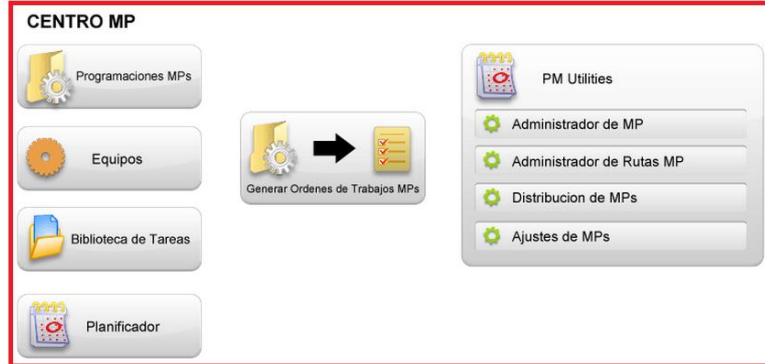 CENTRO MP
Programaciones MPs
Equipos
Biblioteca de Tareas
Planificador
Generar Ordenes de Trabajos MPs
PM Utilities
Administrador de MP
Administrador de Rutas MP
Distribucion de MPs
Ajustes de MPs